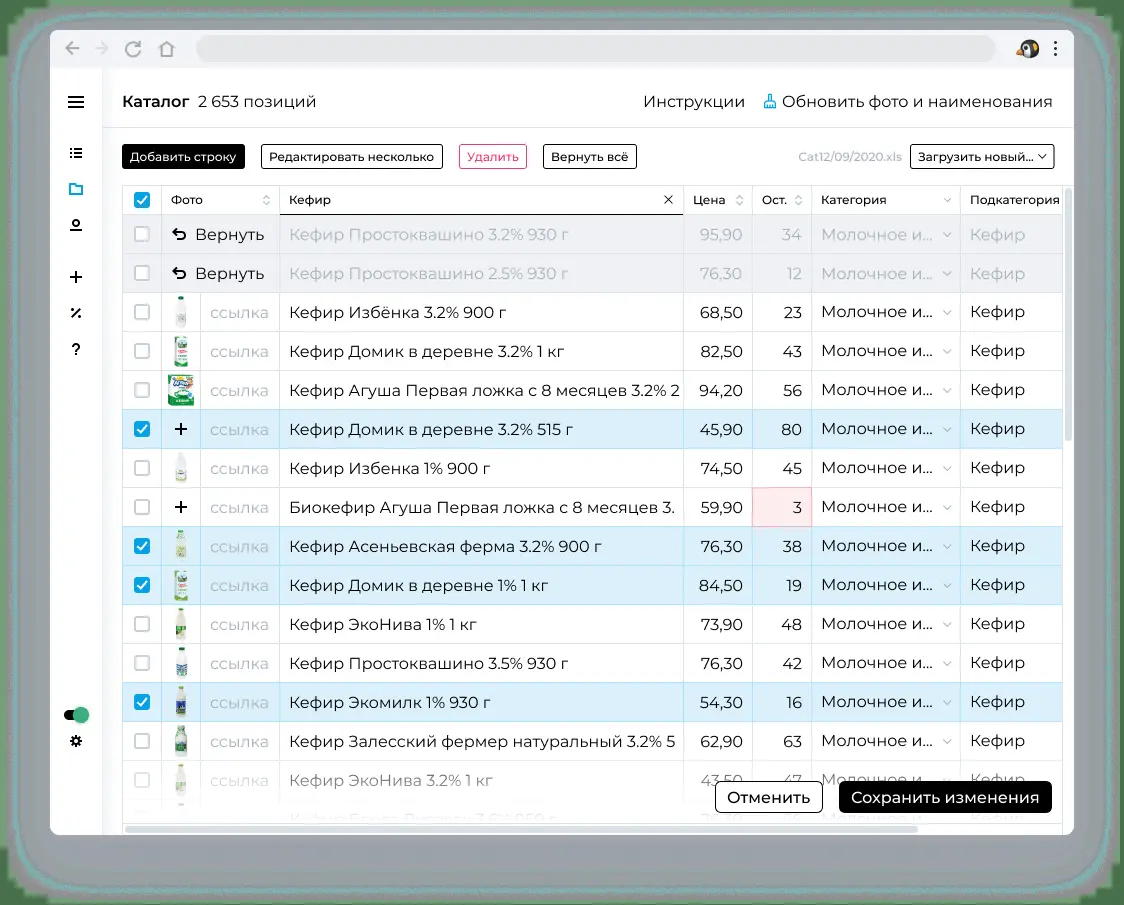 Каталог 2 653 позиций Инструкции Обновить фото и наименования
Добавить строку Редактировать несколько Удалить Вернуть всё Cat12/09/2020.xls Загрузить новый...
Фото Кефир Цена Ост. Категория Подкатегория
Вернуть Кефир Простоквашино 3.2% 930 г 95,90 34 Молочное и... Кефир
Вернуть Кефир Простоквашино 2.5% 930 г 76,30 12 Молочное и... Кефир
ссылка Кефир Избёнка 3.2% 900 г 68,50 23 Молочное и... Кефир
ссылка Кефир Домик в деревне 3.2% 1 кг 82,50 43 Молочное и... Кефир
ссылка Кефир Агуша Первая ложка с 8 месяцев 3.2% 2 94,20 56 Молочное и... Кефир
ссылка Кефир Домик в деревне 3.2% 515 г 45,90 80 Молочное и... Кефир
ссылка Кефир Избенка 1% 900 г 74,50 45 Молочное и... Кефир
ссылка Биокефир Агуша Первая ложка с 8 месяцев 3. 59,90 3 Молочное и... Кефир
ссылка Кефир Асеньевская ферма 3.2% 900 г 76,30 38 Молочное и... Кефир
ссылка Кефир Домик в деревне 1% 1 кг 84,50 19 Молочное и... Кефир
ссылка Кефир ЭкоНива 1% 1 кг 73,90 48 Молочное и... Кефир
ссылка Кефир Простоквашино 3.5% 930 г 76,30 42 Молочное и... Кефир
ссылка Кефир Экомилк 1% 930 г 54,30 16 Молочное и... Кефир
ссылка Кефир Залесский фермер натуральный 3.2% 5 62,90 63 Молочное и... Кефир
ссылка Кефир ЭкоНива 3.2% 1 кг 43,50 47 Молочное и... Кефир
Отменить Сохранить изменения